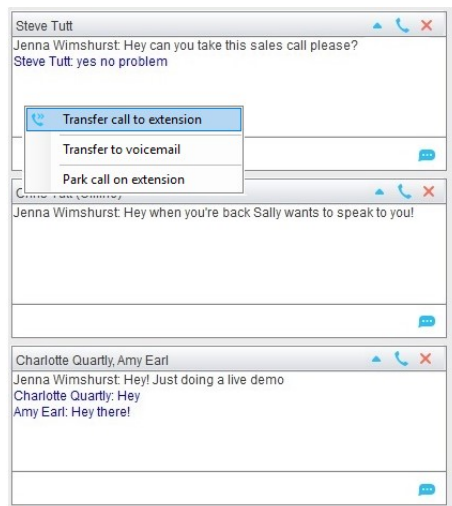 Steve Tutt
Jenna Wimshurst: Hey can you take this sales call please?
Steve Tutt: yes no problem
Transfer call to extension
Transfer to voicemail
Park call on extension
Jenna Wimshurst: Hey when you're back Sally wants to speak to you!
Charlotte Quartly, Amy Earl
Jenna Wimshurst: Hey! Just doing a live demo
Charlotte Quartly: Hey
Amy Earl: Hey there!